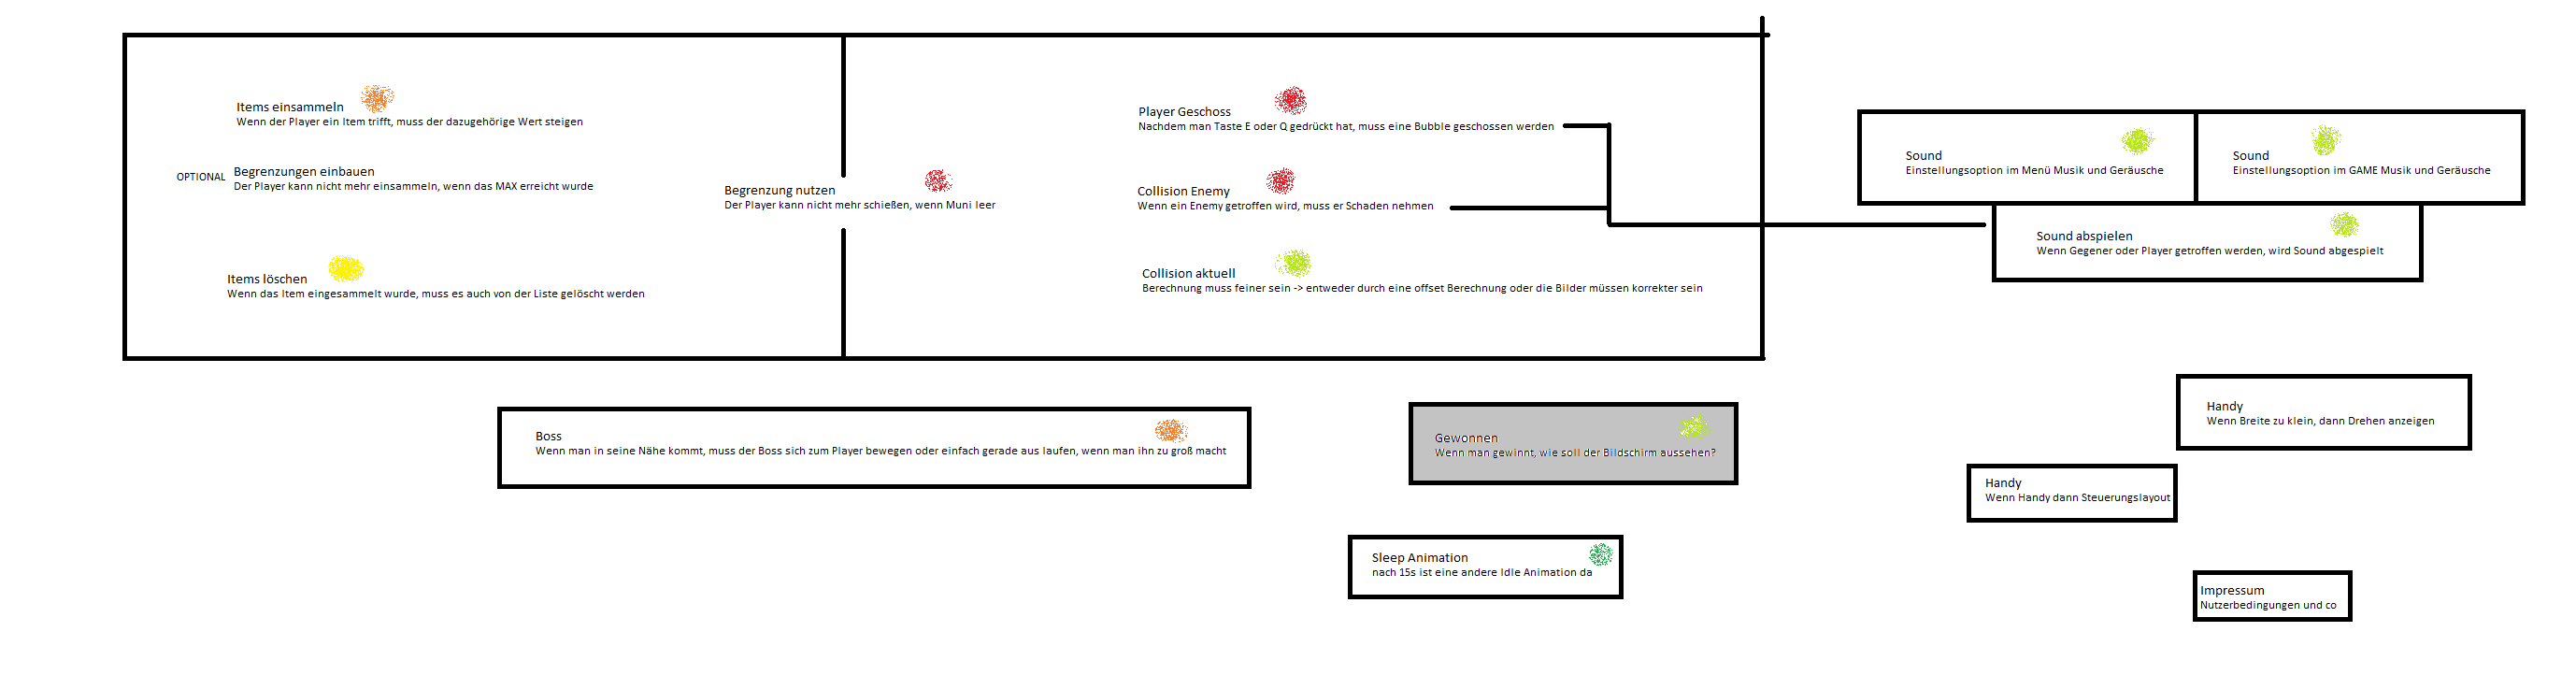 Items einsammeln
Wenn der Player ein Item trifft, muss der dazugehörige Wert steigen
OPTIONAL
Begrenzungen einbauen
Der Player kann nicht mehr einsammeln, wenn das MAX erreicht wurde
Items löschen
Wenn das Item eingesammelt wurde, muss es auch von der Liste gelöscht werden
Begrenzung nutzen
Der Player kann nicht mehr schießen, wenn Muni leer
Player Geschoss
Nachdem man Taste E oder Q gedrückt hat, muss eine Bubble geschossen werden
Collision Enemy
Wenn ein Enemy getroffen wird, muss er Schaden nehmen
Collision aktuell
Berechnung muss feiner sein -> entweder durch eine offset Berechnung oder die Bilder müssen korrekter sein
Sound
Einstellungsoption im Menü Musik und Geräusche
Sound
Einstellungsoption im GAME Musik und Geräusche
Sound abspielen
Wenn Gegener oder Player getroffen werden, wird Sound abgespielt
Boss
Wenn man in seine Nähe kommt, muss der Boss sich zum Player bewegen oder einfach gerade aus laufen, wenn man ihn zu groß macht
Gewonnen
Wenn man gewinnt, wie soll der Bildschirm aussehen?
Handy
Wenn Breite zu klein, dann Drehen anzeigen
Handy
Wenn Handy dann Steuerungslayout
Sleep Animation
nach 15s ist eine andere Idle Animation da
Impressum
Nutzerbedingungen und co